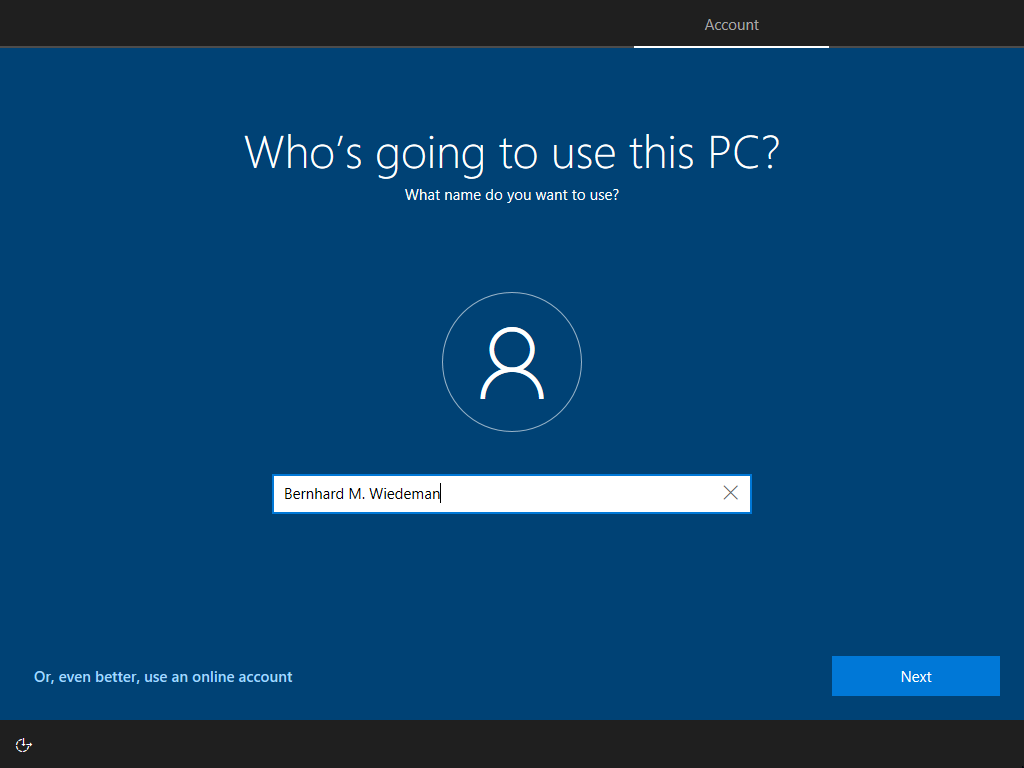 Account
Who’s going to use this PC?
What name do you want to use?
Bernhard M. Wiedeman
Or, even better, use an online account
Next